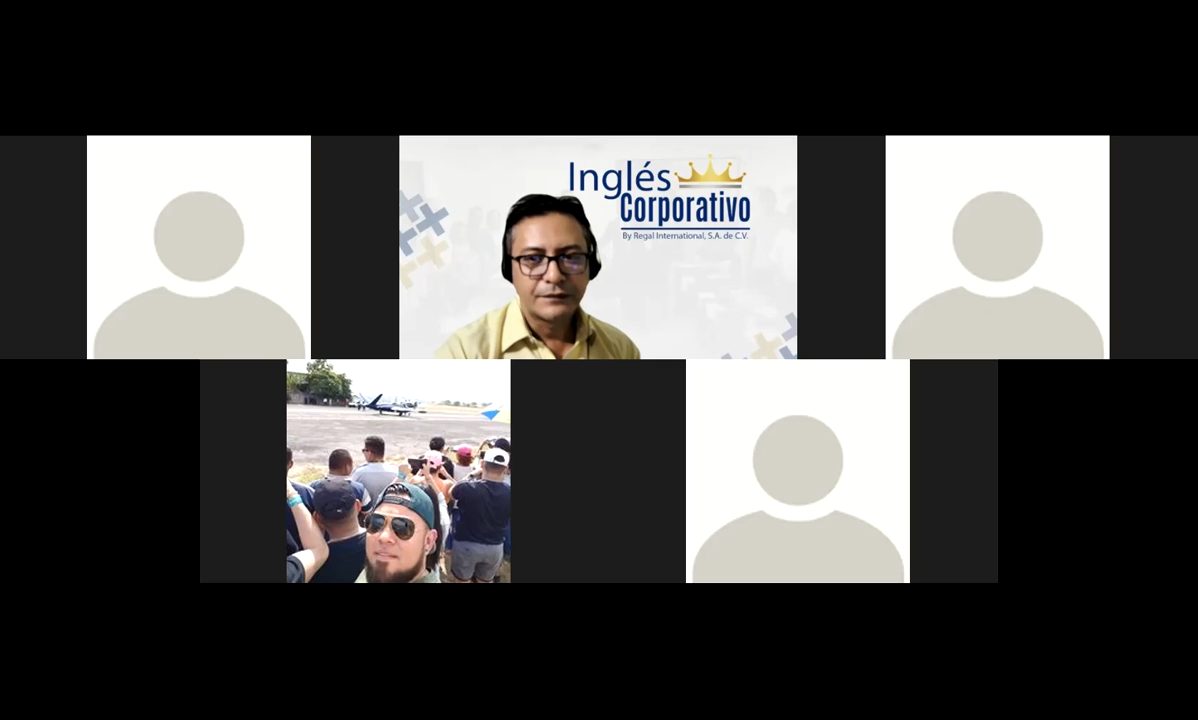 Inglés
Corporativo
By Regal International, S.A. de C.V.